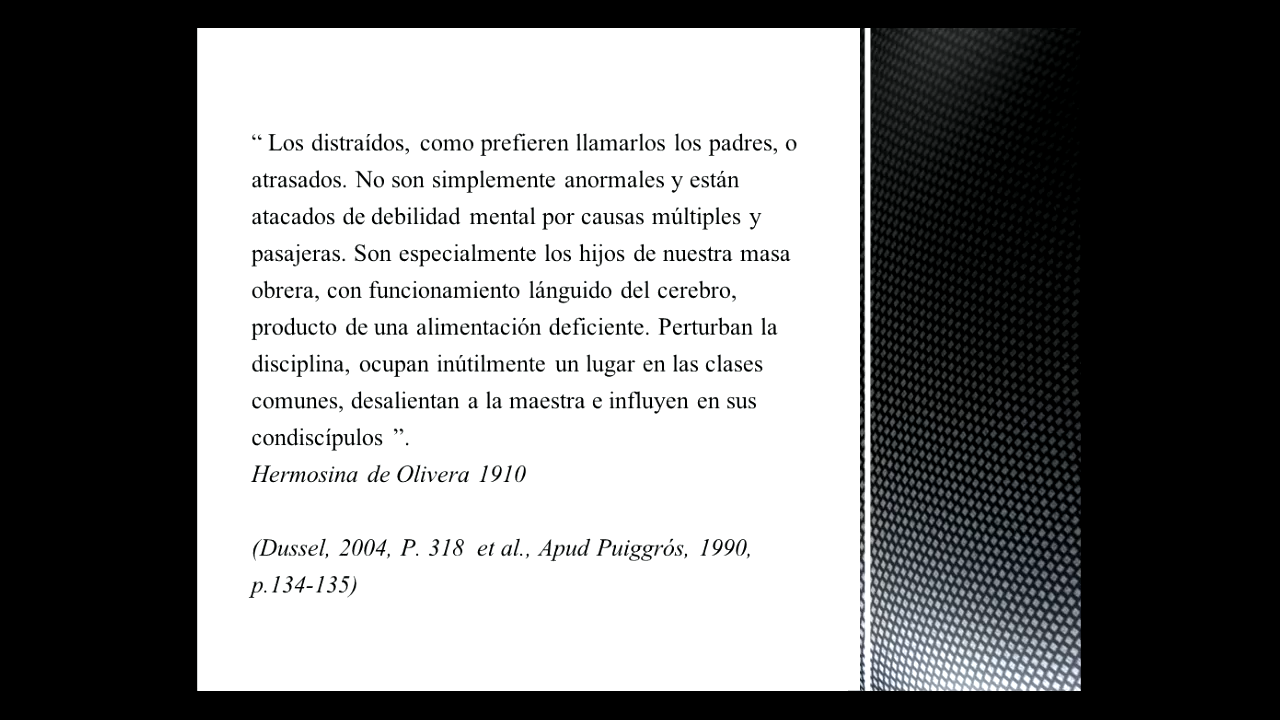 “ Los distraídos, como prefieren llamarlos los padres, o
atrasados. No son simplemente anormales y están
atacados de debilidad mental por causas múltiples y
pasajeras. Son especialmente los hijos de nuestra masa
obrera, con funcionamiento lánguido del cerebro,
producto de una alimentación deficiente. Perturban la
disciplina, ocupan inútilmente un lugar en las clases
comunes, desalientan a la maestra e influyen en sus
condiscípulos ”.
Hermosina de Olivera 1910
(Dussel, 2004, P. 318 et al., Apud Puiggrós, 1990,
p.134-135)